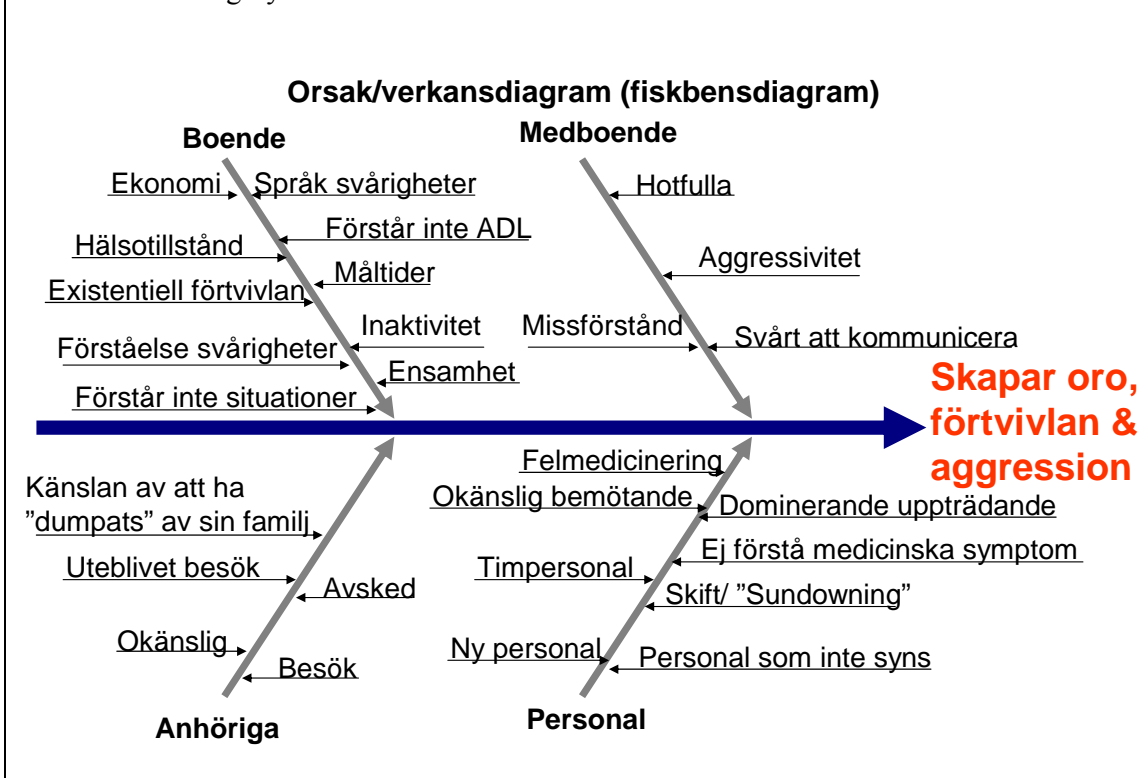 Orsak/verkansdiagram (fiskbensdiagram)
Boende
Medboende
Ekonomi
Språk svårigheter
Hotfulla
Förstår inte ADL
Hälsotillstånd
Aggressivitet
Måltider
Existentiell förtvivlan
Inaktivitet
Missförstånd
Svårt att kommunicera
Förståelse svårigheter
Ensamhet
Förstår inte situationer
Skapar oro,
förtvivlan &
aggression
Felmedicinering
Känslan av att ha
”dumpats” av sin familj
Okänslig bemötande
Dominerande uppträdande
Ej förstå medicinska symptom
Uteblivet besök
Timpersonal
Avsked
Skift/ ”Sundowning”
Okänslig
Ny personal
Personal som inte syns
Besök
Anhöriga
Personal